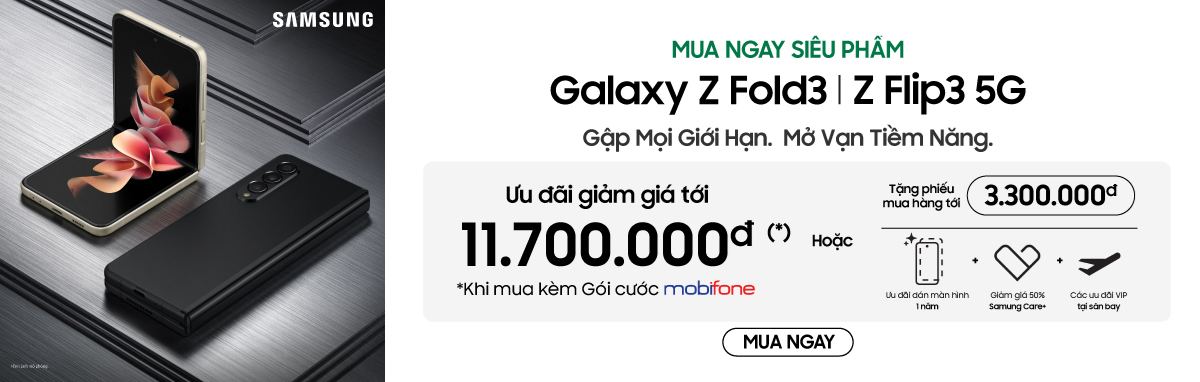 SAMSUNG
MUA NGAY SIÊU PHẨM
Galaxy Z Fold3 | Z Flip3 5G
Gập Mọi Giới Hạn. Mở Vạn Tiềm Năng.
Ưu đãi giảm giá tới
11.700.000đ (*)
*Khi mua kèm Gói cước mobifone
Hoặc
Tặng phiếu
mua hàng tới
3.300.000đ
Ưu đãi dán màn hình
1 năm
+
Giảm giá 50%
Samung Care+
+
Các ưu đãi VIP
tại sân bay
MUA NGAY
Hình ảnh mô phỏng.